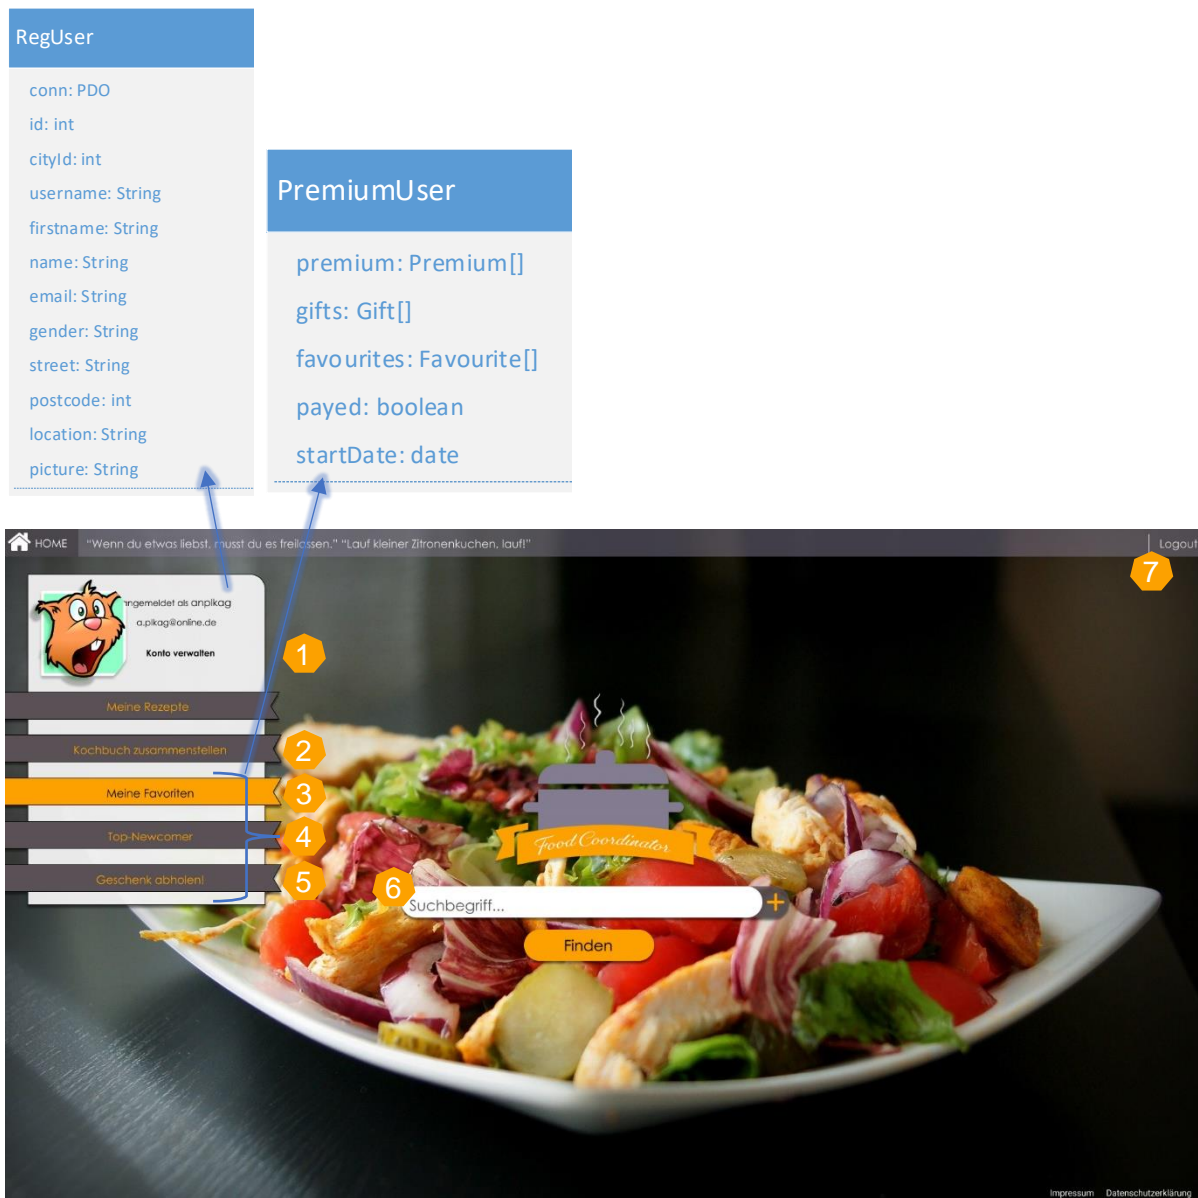 RegUser
conn: PDO
id: int
cityId: int
username: String
firstname: String
name: String
email: String
gender: String
street: String
postcode: int
location: String
picture: String
PremiumUser
premium: Premium[]
gifts: Gift[]
favourites: Favourite[]
payed: boolean
startDate: date
HOME
“Wenn du etwas liebst, musst du es freilassen.” “Lauf kleiner Zitronenkuchen, lauf!”
Logout
7
angemeldet als anpikag
a.pikag@online.de
Konto verwalten
1
Meine Rezepte
Kochbuch zusammenstellen
2
Meine Favoriten
3
Top-Newcomer
4
Geschenk abholen!
5
Food Coordinator
6
Suchbegriff...
+
Finden
Impressum Datenschutzerklärung